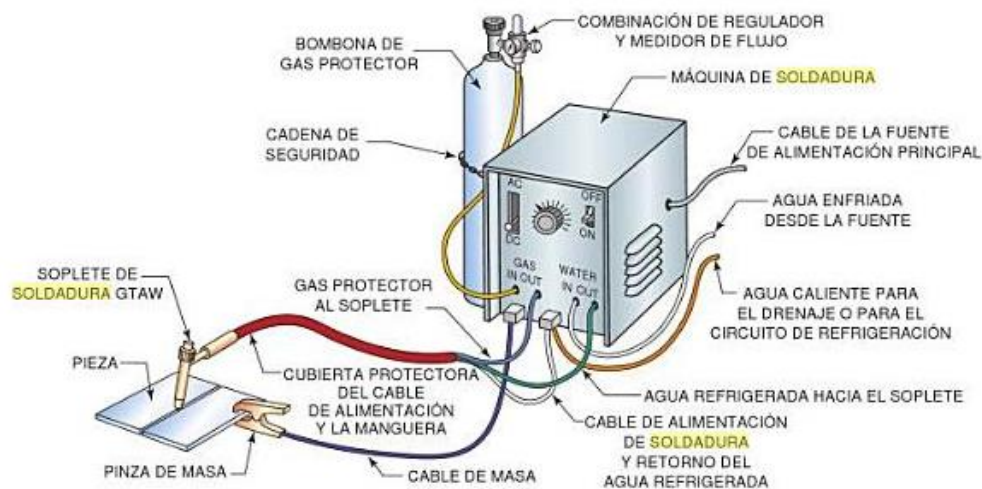 COMBINACIÓN DE REGULADOR
Y MEDIDOR DE FLUJO
BOMBONA DE
GAS PROTECTOR
MÁQUINA DE SOLDADURA
CADENA DE
SEGURIDAD
CABLE DE LA FUENTE
DE ALIMENTACIÓN PRINCIPAL
AC
OFF
DC
ON
AGUA ENFRIADA
DESDE LA FUENTE
SOPLETE DE
SOLDADURA GTAW
GAS PROTECTOR
AL SOPLETE
GAS
IN OUT
WATER
IN OUT
AGUA CALIENTE PARA
EL DRENAJE O PARA EL
CIRCUITO DE REFRIGERACIÓN
PIEZA
CUBIERTA PROTECTORA
DEL CABLE
DE ALIMENTACIÓN
Y LA MANGUERA
AGUA REFRIGERADA HACIA EL SOPLETE
CABLE DE ALIMENTACIÓN
DE SOLDADURA
Y RETORNO DEL
AGUA REFRIGERADA
PINZA DE MASA
CABLE DE MASA